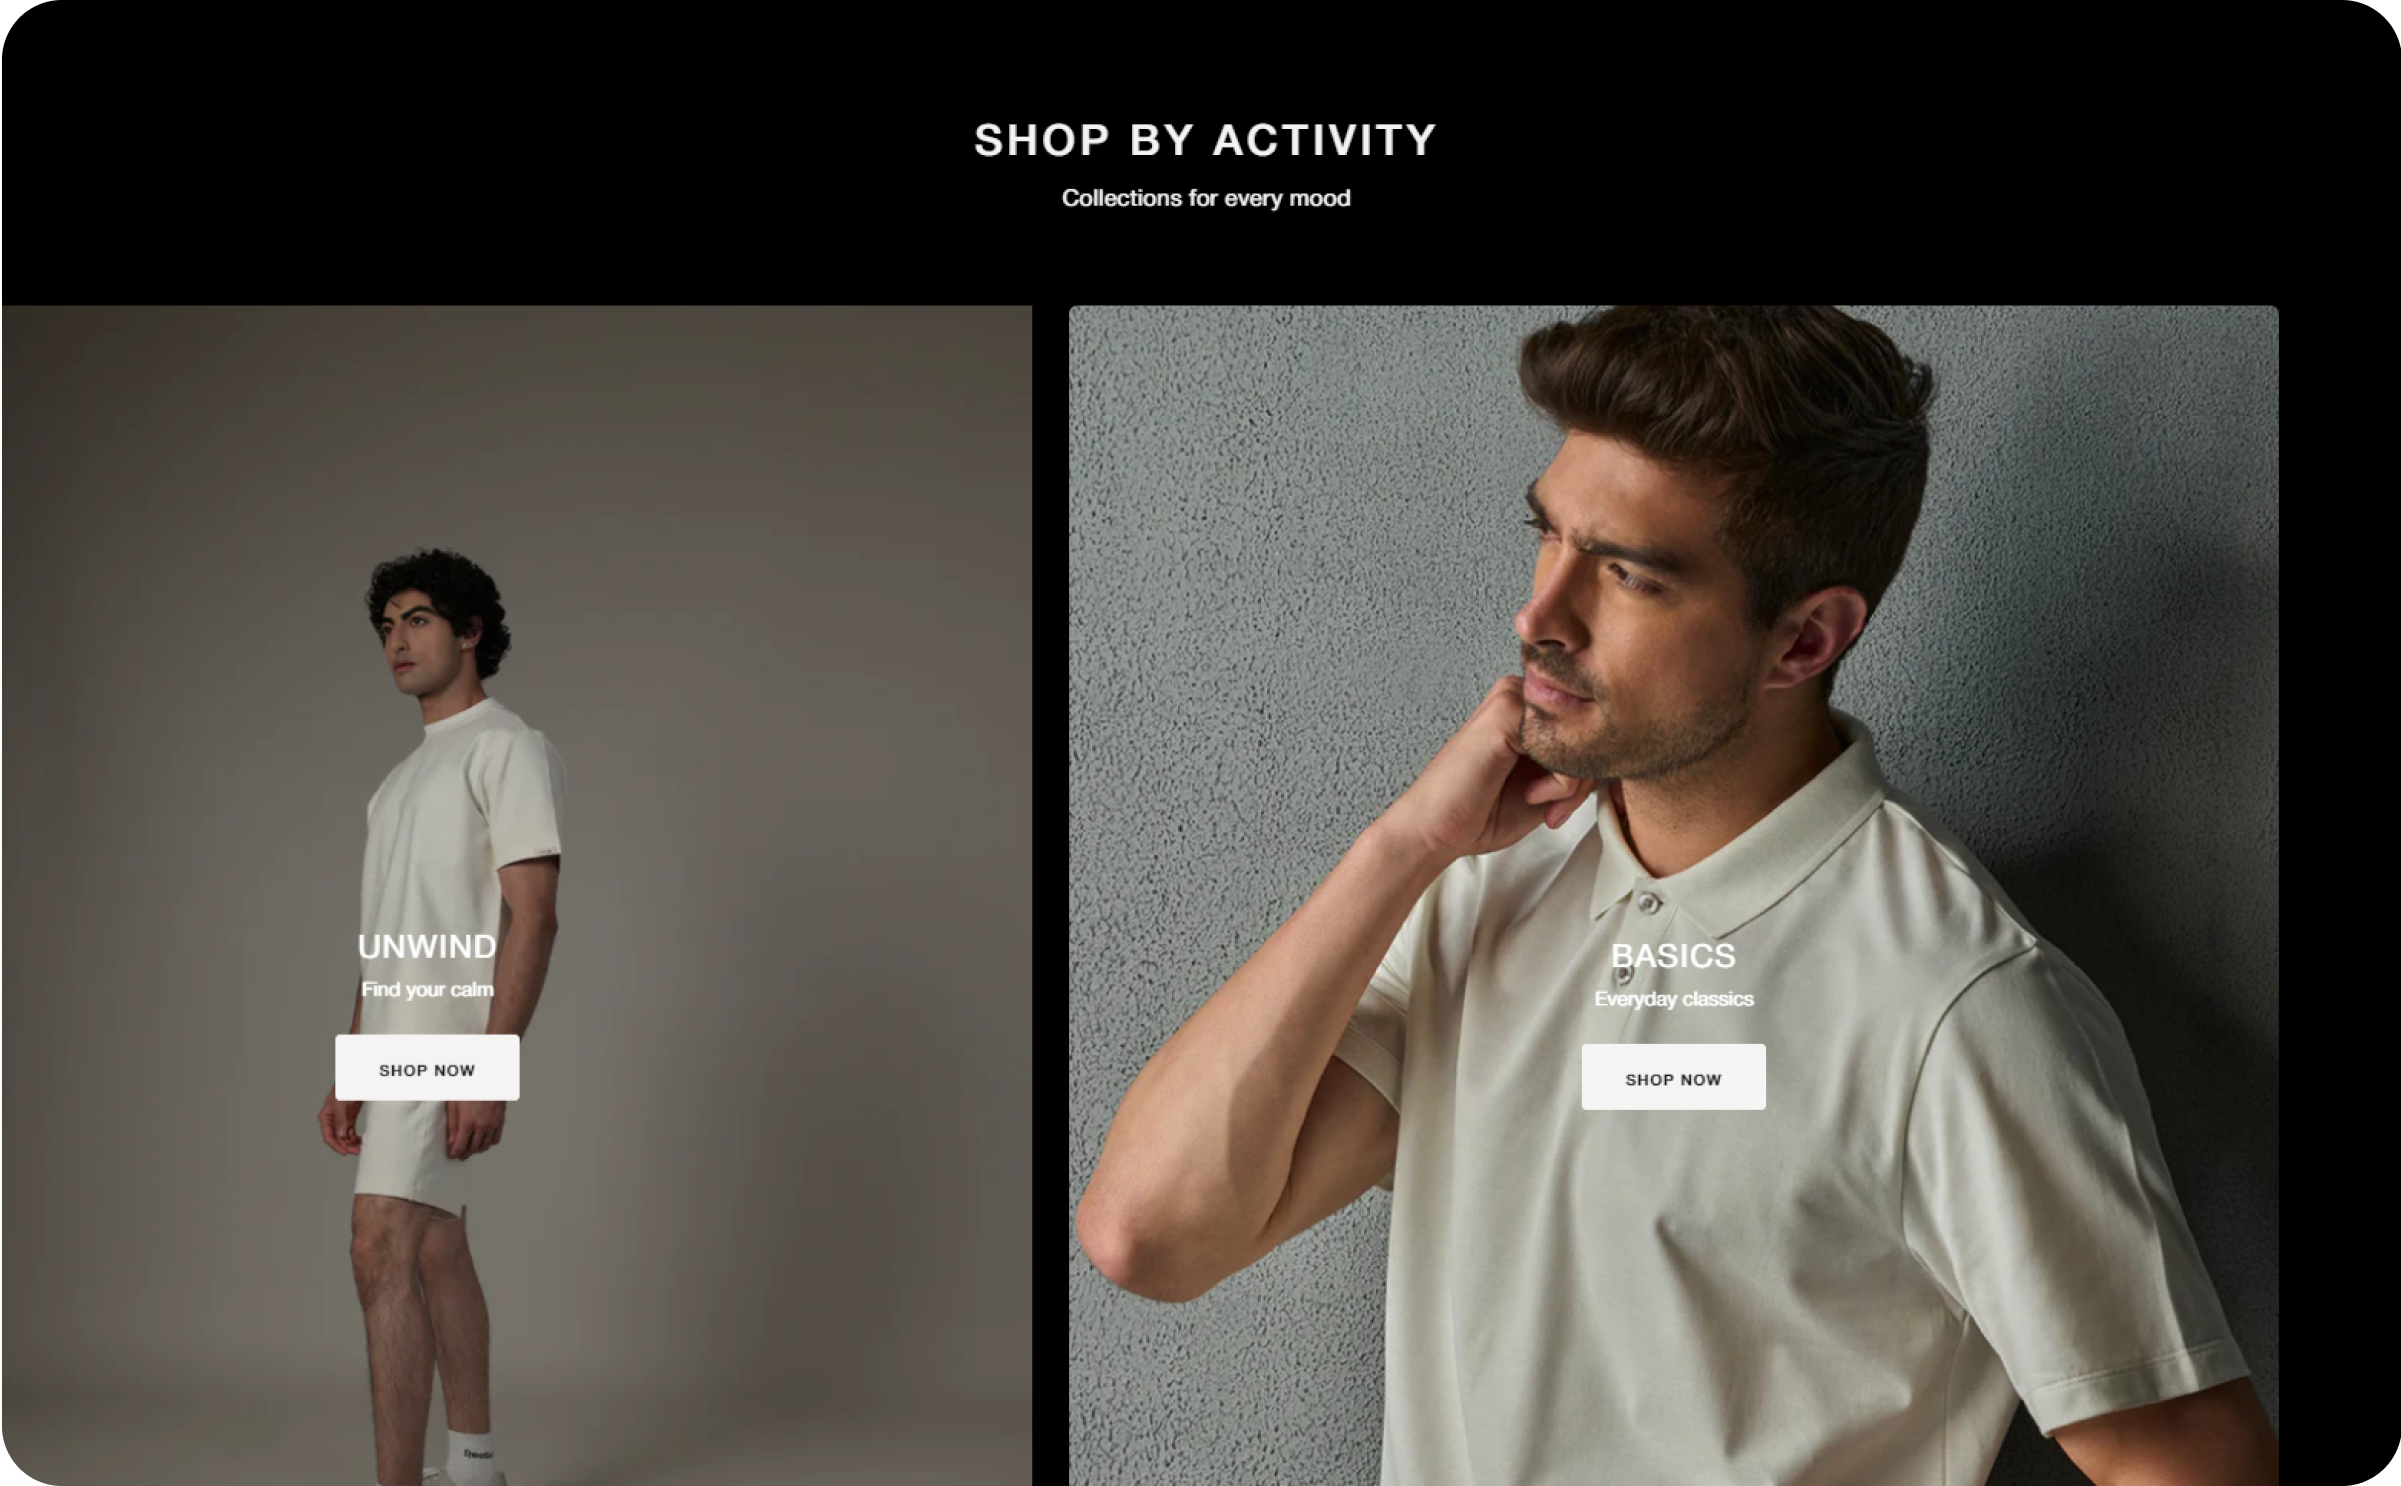 SHOP BY ACTIVITY
Collections for every mood
UNWIND
Find your calm
SHOP NOW
BASICS
Everyday classics
SHOP NOW